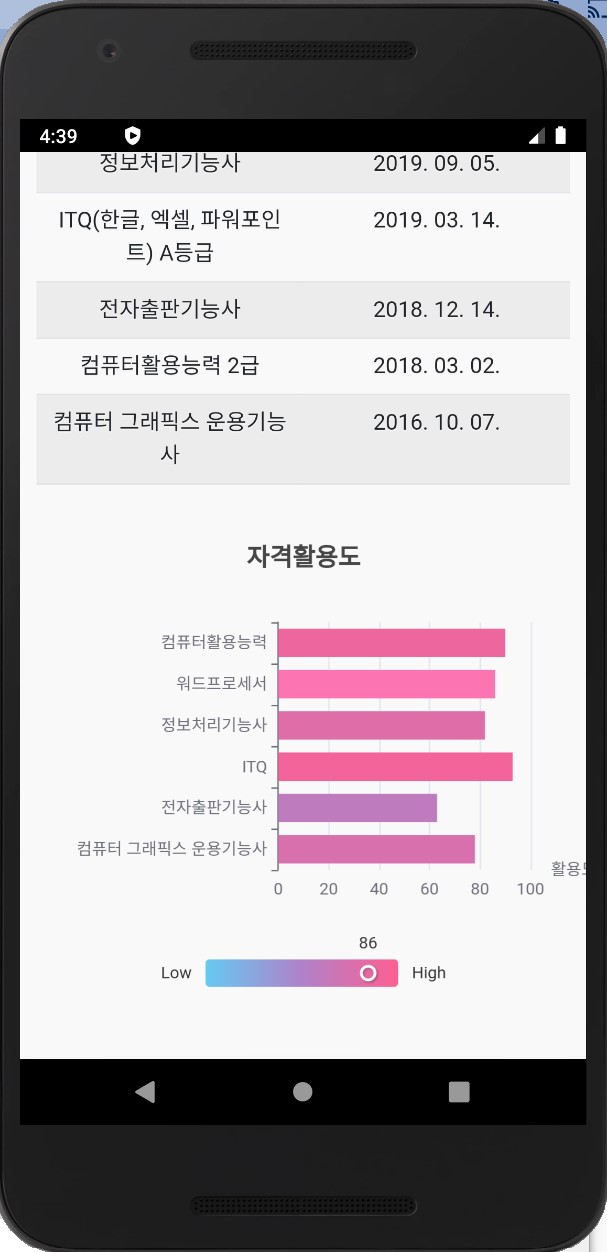 4:39
정보처리기능사 2019. 09. 05.
ITQ(한글, 엑셀, 파워포인 2019. 03. 14.
트) A등급
전자출판기능사 2018. 12. 14.
컴퓨터활용능력 2급 2018. 03. 02.
컴퓨터 그래픽스 운용기능 2016. 10. 07.
사
자격활용도
컴퓨터활용능력
워드프로세서
정보처리기능사
ITQ
전자출판기능사
컴퓨터 그래픽스 운용기능사
활용도
0 20 40 60 80 100
86
Low High